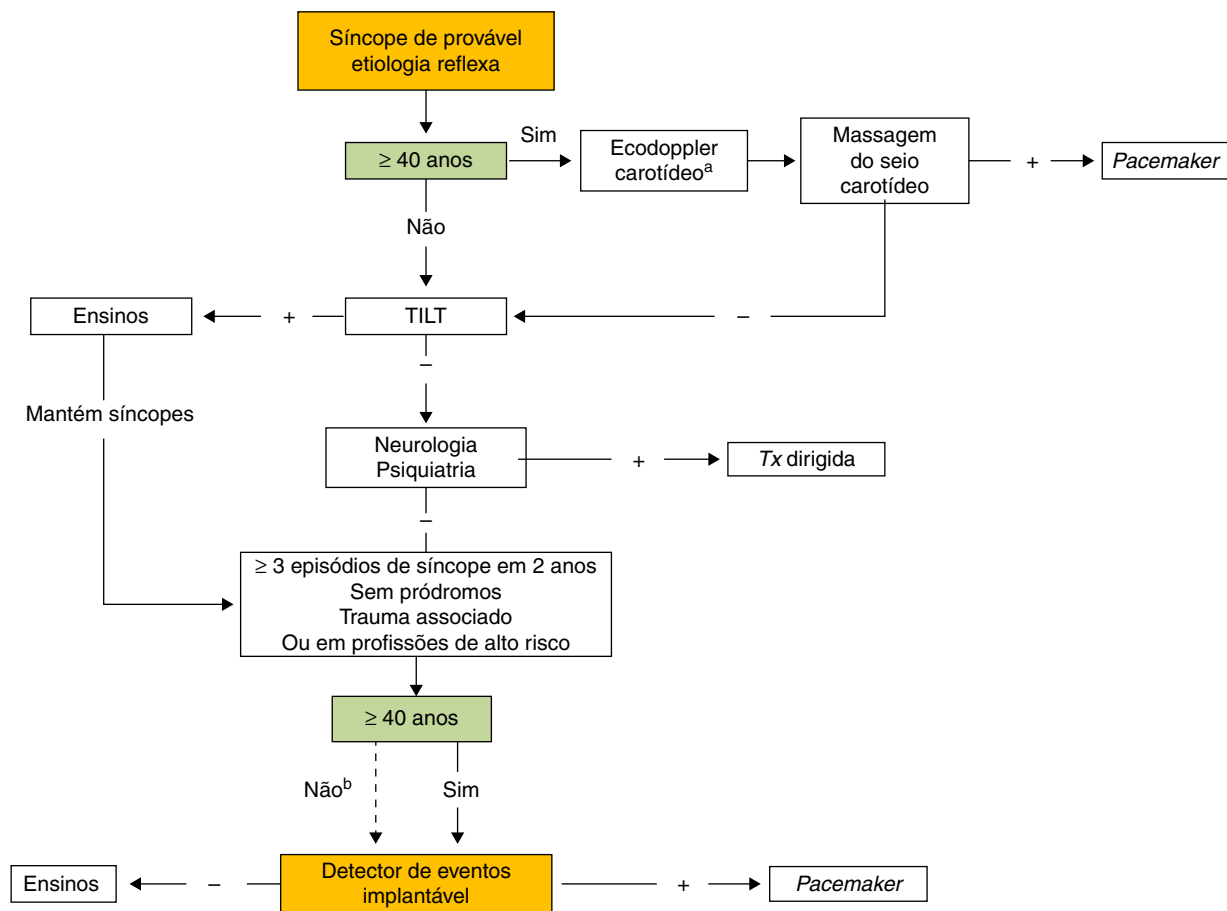 Síncope de provável
etiologia reflexa
≥ 40 anos
Sim
Ecodoppler
carotídeoᵃ
Massagem
do seio
carotídeo
+
Pacemaker
Não
Ensinos
+
TILT
–
–
Mantém síncopes
Neurologia
Psiquiatria
+
Tx dirigida
–
≥ 3 episódios de síncope em 2 anos
Sem pródromos
Trauma associado
Ou em profissões de alto risco
≥ 40 anos
Nãoᵇ
Sim
Ensinos
–
Detector de eventos
implantável
+
Pacemaker